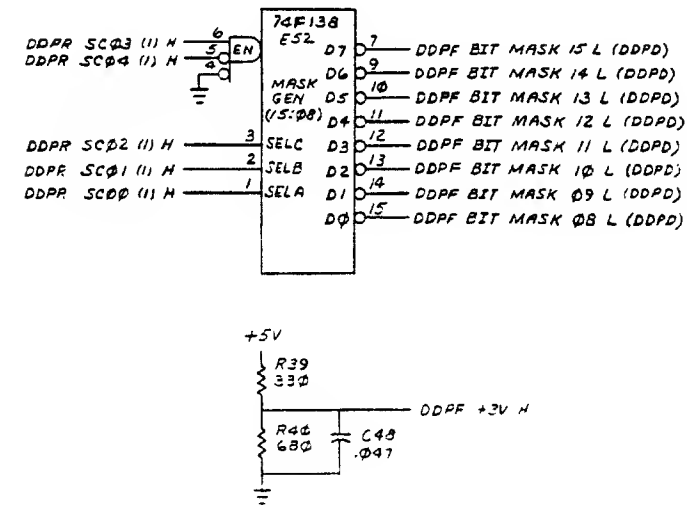 74F138
E52
DDPR SCØ3 (1) H 6
DDPR SCØ4 (1) H 5
4
EN
MASK
GEN
(15:Ø8)
DDPR SCØ2 (1) H 3 SELC
DDPR SCØ1 (1) H 2 SELB
DDPR SCØØ (1) H 1 SELA
D7 7 DDPF BIT MASK 15 L (DDPD)
D6 9 DDPF BIT MASK 14 L (DDPD)
D5 1Ø DDPF BIT MASK 13 L (DDPD)
D4 11 DDPF BIT MASK 12 L (DDPD)
D3 12 DDPF BIT MASK 11 L (DDPD)
D2 13 DDPF BIT MASK 1Ø L (DDPD)
D1 14 DDPF BIT MASK Ø9 L (DDPD)
DØ 15 DDPF BIT MASK Ø8 L (DDPD)
+5V
R39
33Ø
DDPF +3V H
R4Ø
68Ø
C48
.Ø47